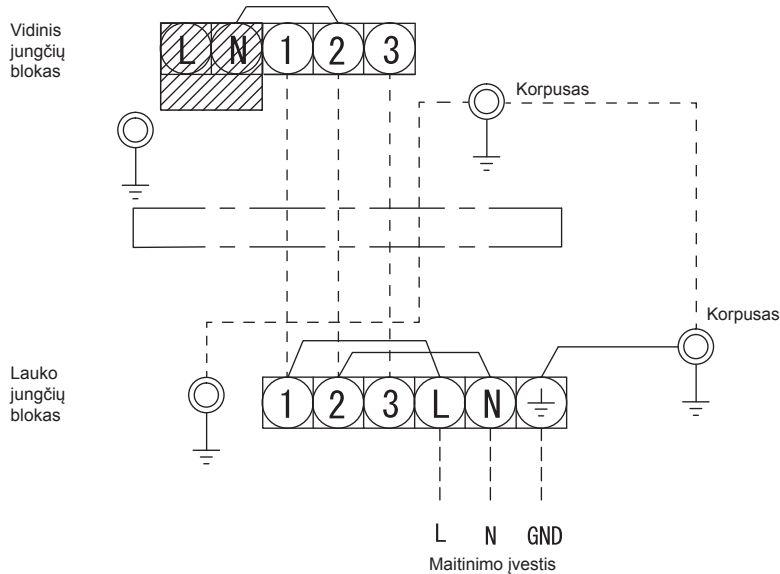 Vidinis
jungčių
blokas
L N 1 2 3
Korpusas
Korpusas
Lauko
jungčių
blokas
1 2 3 L N
L N GND
Maitinimo įvestis